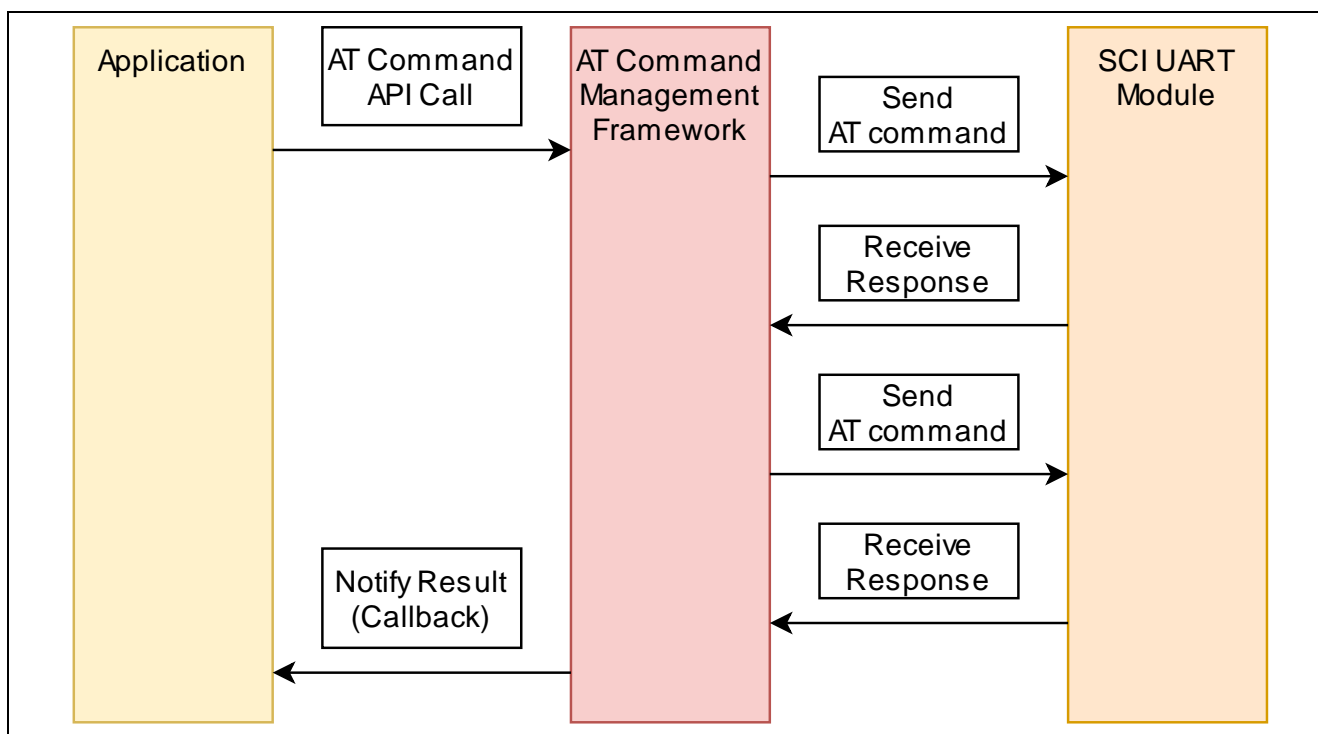 Application
AT Command
API Call
AT Command
Management
Framework
SCI UART
Module
Send
AT command
Receive
Response
Send
AT command
Receive
Response
Notify Result
(Callback)